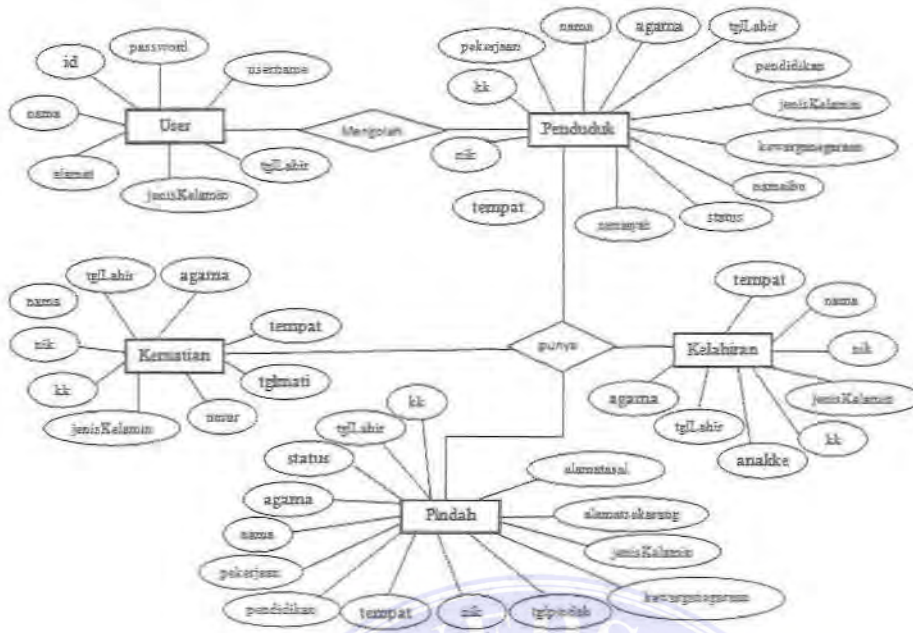 id
password
username
nama
User
alamat
jenisKelamin
tglLahir
Mengolah
pekerjaan
nama
agama
tglLahir
kk
pendidikan
Penduduk
jenisKelamin
nik
kewarganegaraan
namaibu
tempat
namayah
status
nama
tglLahir
agama
nik
Kematian
tempat
kk
tglmati
jenisKelamin
umur
punya
tempat
nama
Kelahiran
nik
agama
jenisKelamin
tglLahir
kk
anakke
kk
tglLahir
status
alamatasal
agama
Pindah
alamatsekarang
nama
jenisKelamin
pekerjaan
kewarganegaraan
pendidikan
tempat
nik
tglpindah